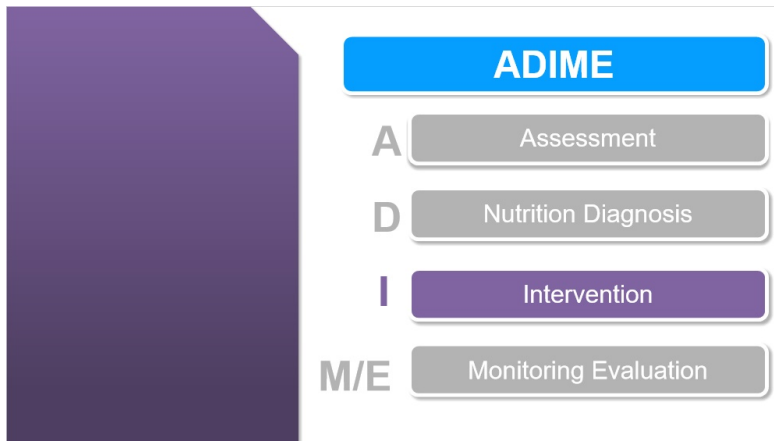 ADIME
A Assessment
D Nutrition Diagnosis
I Intervention
M/E Monitoring Evaluation